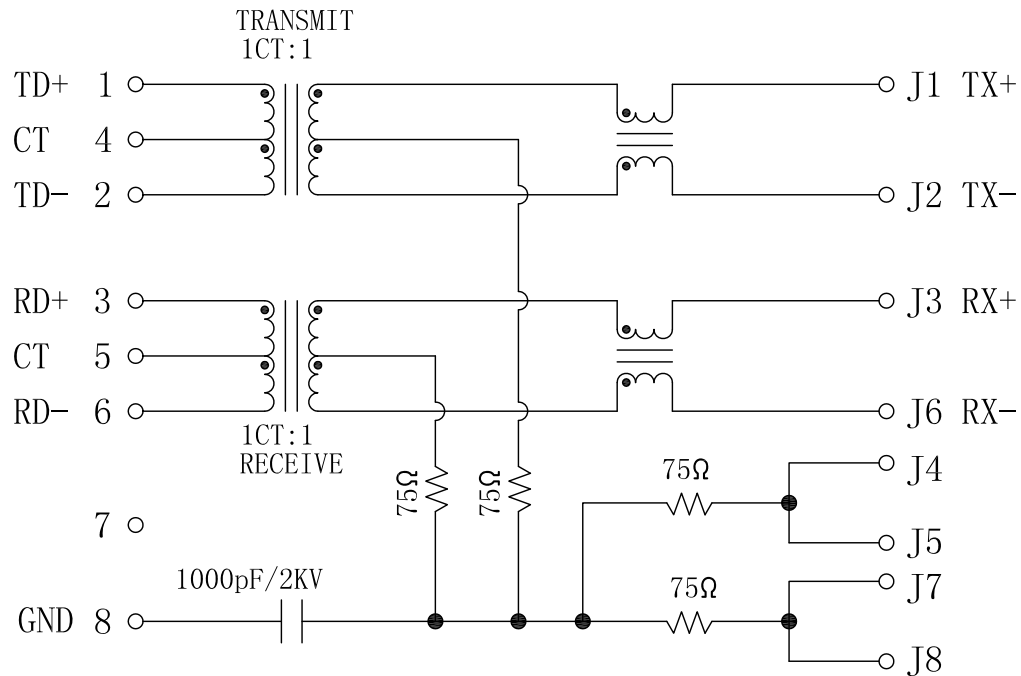 TRANSMIT
1CT:1
TD+ 1 J1 TX+
CT 4
TD- 2 J2 TX-
RD+ 3 J3 RX+
CT 5
RD- 6 J6 RX-
1CT:1
RECEIVE
75Ω
75Ω
75Ω
J4
7
J5
1000pF/2KV
75Ω
J7
GND 8
J8